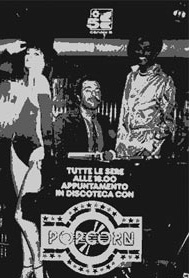 5
CANALE 5
TUTTE LE SERE
ALLE 18.00
APPUNTAMENTO
IN DISCOTECA CON
POPCORN